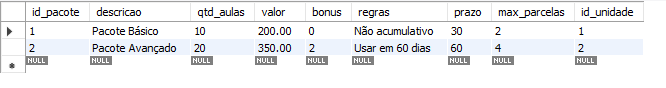 id_pacote descricao qtd_aulas valor bonus regras prazo max_parcelas id_unidade
1 Pacote Básico 10 200.00 0 Não acumulativo 30 2 1
2 Pacote Avançado 20 350.00 2 Usar em 60 dias 60 4 2
NULL NULL NULL NULL NULL NULL NULL NULL NULL